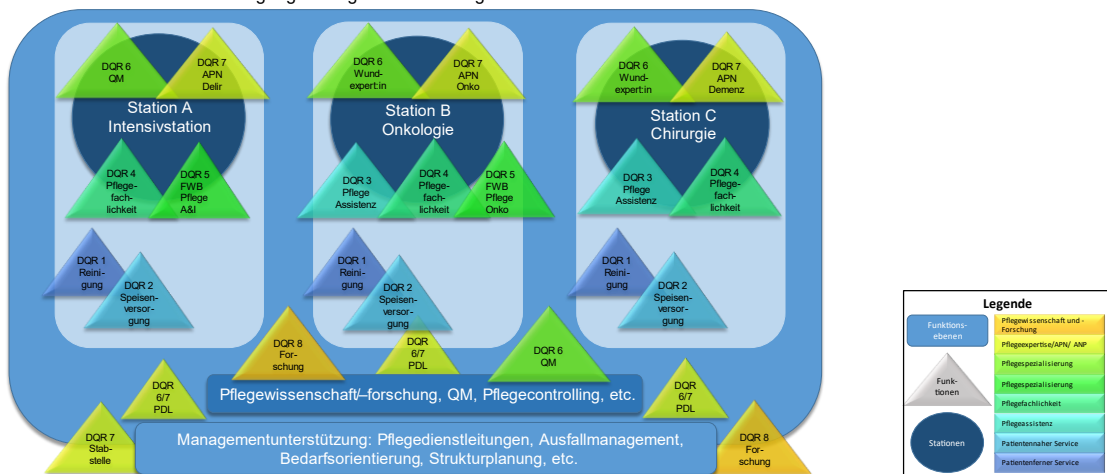 DQR 6
QM
DQR 7
APN
Delir
Station A
Intensivstation
DQR 4
Pflege-
fach-
lichkeit
DQR 5
FWB
Pflege
A&I
DQR 1
Reini-
gung
DQR 2
Speisen-
versor-
gung
DQR 6
Wund-
expert:in
DQR 7
APN
Onko
Station B
Onkologie
DQR 3
Pflege
Assistenz
DQR 4
Pflege-
fach-
lichkeit
DQR 5
FWB
Pflege
Onko
DQR 1
Reini-
gung
DQR 2
Speisen-
versor-
gung
DQR 6
Wund-
expert:in
DQR 7
APN
Demenz
Station C
Chirurgie
DQR 3
Pflege
Assistenz
DQR 4
Pflege-
fach-
lichkeit
DQR 1
Reini-
gung
DQR 2
Speisen-
versor-
gung
DQR 8
For-
schung
DQR
6/7
PDL
DQR 6
QM
DQR
6/7
PDL
Pflegewissenschaft/–forschung, QM, Pflegecontrolling, etc.
DQR
6/7
PDL
DQR 7
Stab-
stelle
Managementunterstützung: Pflegedienstleitungen, Ausfallmanagement,
Bedarfsorientierung, Strukturplanung, etc.
DQR 8
For-
schung
Legende
Funktions-
ebenen
Funk-
tionen
Stationen
Pflegewissenschaft und -
Forschung
Pflegeexpertise/APN/ ANP
Pflegespezialisierung
Pflegespezialisierung
Pflegefachlichkeit
Pflegeassistenz
Patientennaher Service
Patientenferner Service